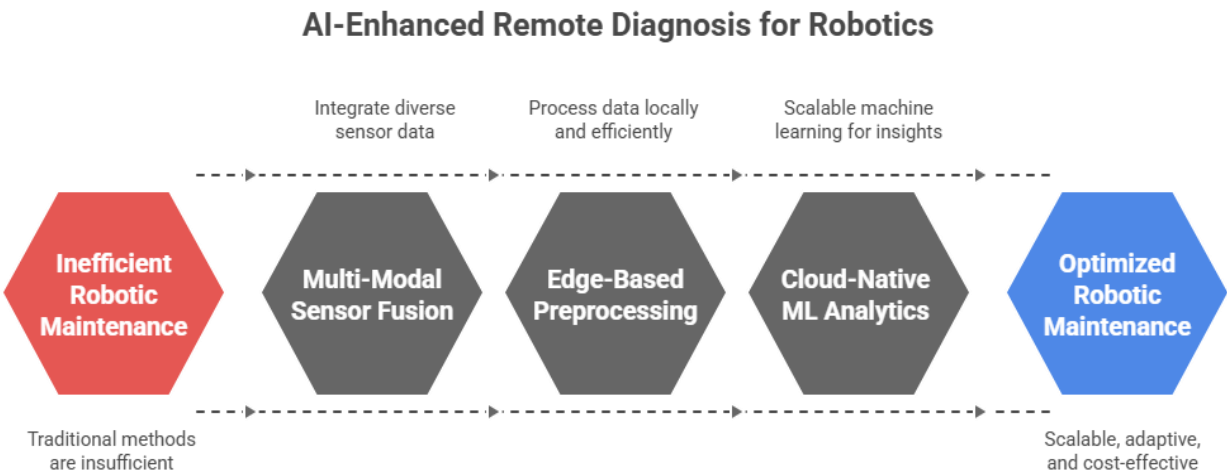 AI-Enhanced Remote Diagnosis for Robotics
Integrate diverse
sensor data
Process data locally
and efficiently
Scalable machine
learning for insights
Inefficient
Robotic
Maintenance
Multi-Modal
Sensor Fusion
Edge-Based
Preprocessing
Cloud-Native
ML Analytics
Optimized
Robotic
Maintenance
Traditional methods
are insufficient
Scalable, adaptive,
and cost-effective